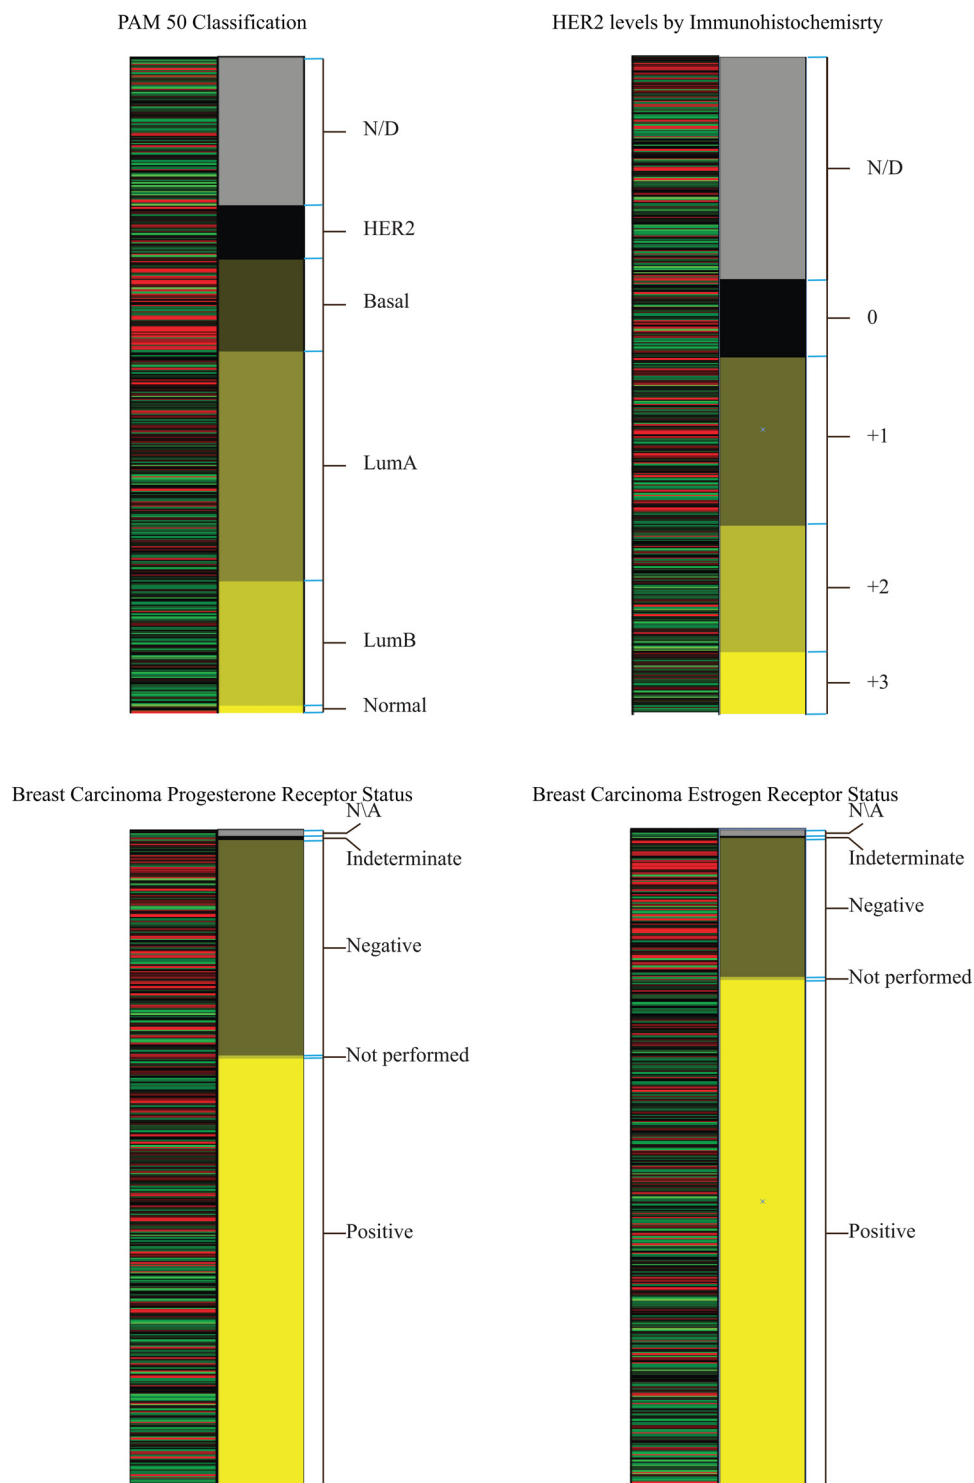 PAM 50 Classification
N/D
HER2
Basal
LumA
LumB
Normal
HER2 levels by Immunohistochemisrty
N/D
0
+1
+2
+3
Breast Carcinoma Progesterone Receptor Status
N\A
Indeterminate
Negative
Not performed
Positive
Breast Carcinoma Estrogen Receptor Status
N\A
Indeterminate
Negative
Not performed
Positive